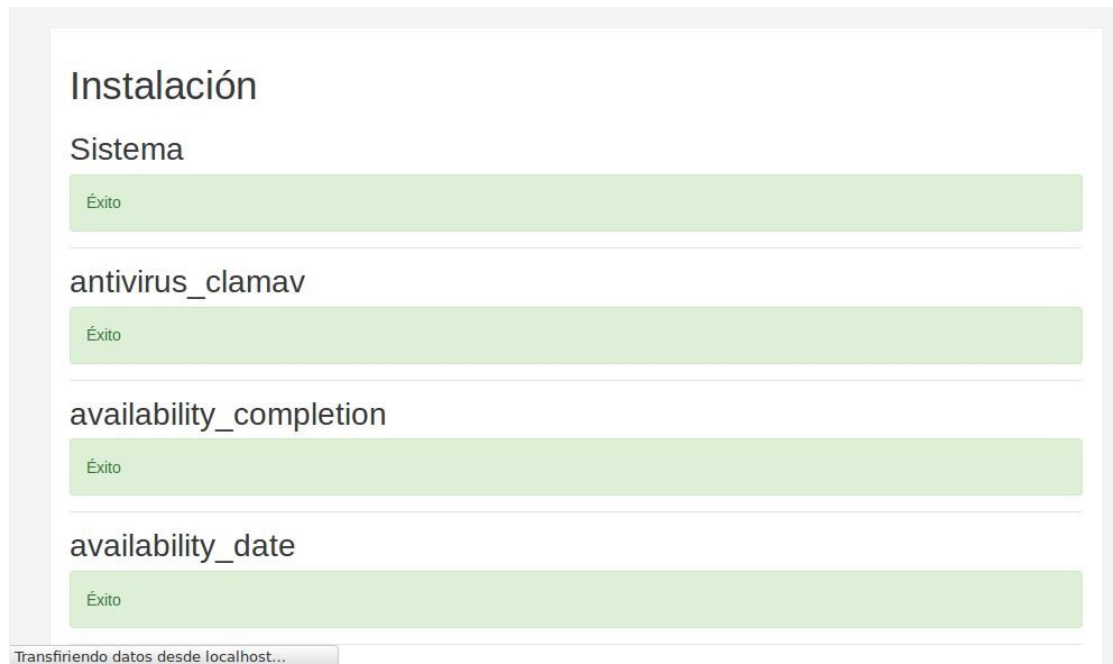 Instalación
Sistema
Éxito
antivirus_clamav
Éxito
availability_completion
Éxito
availability_date
Éxito
Transfiriendo datos desde localhost...